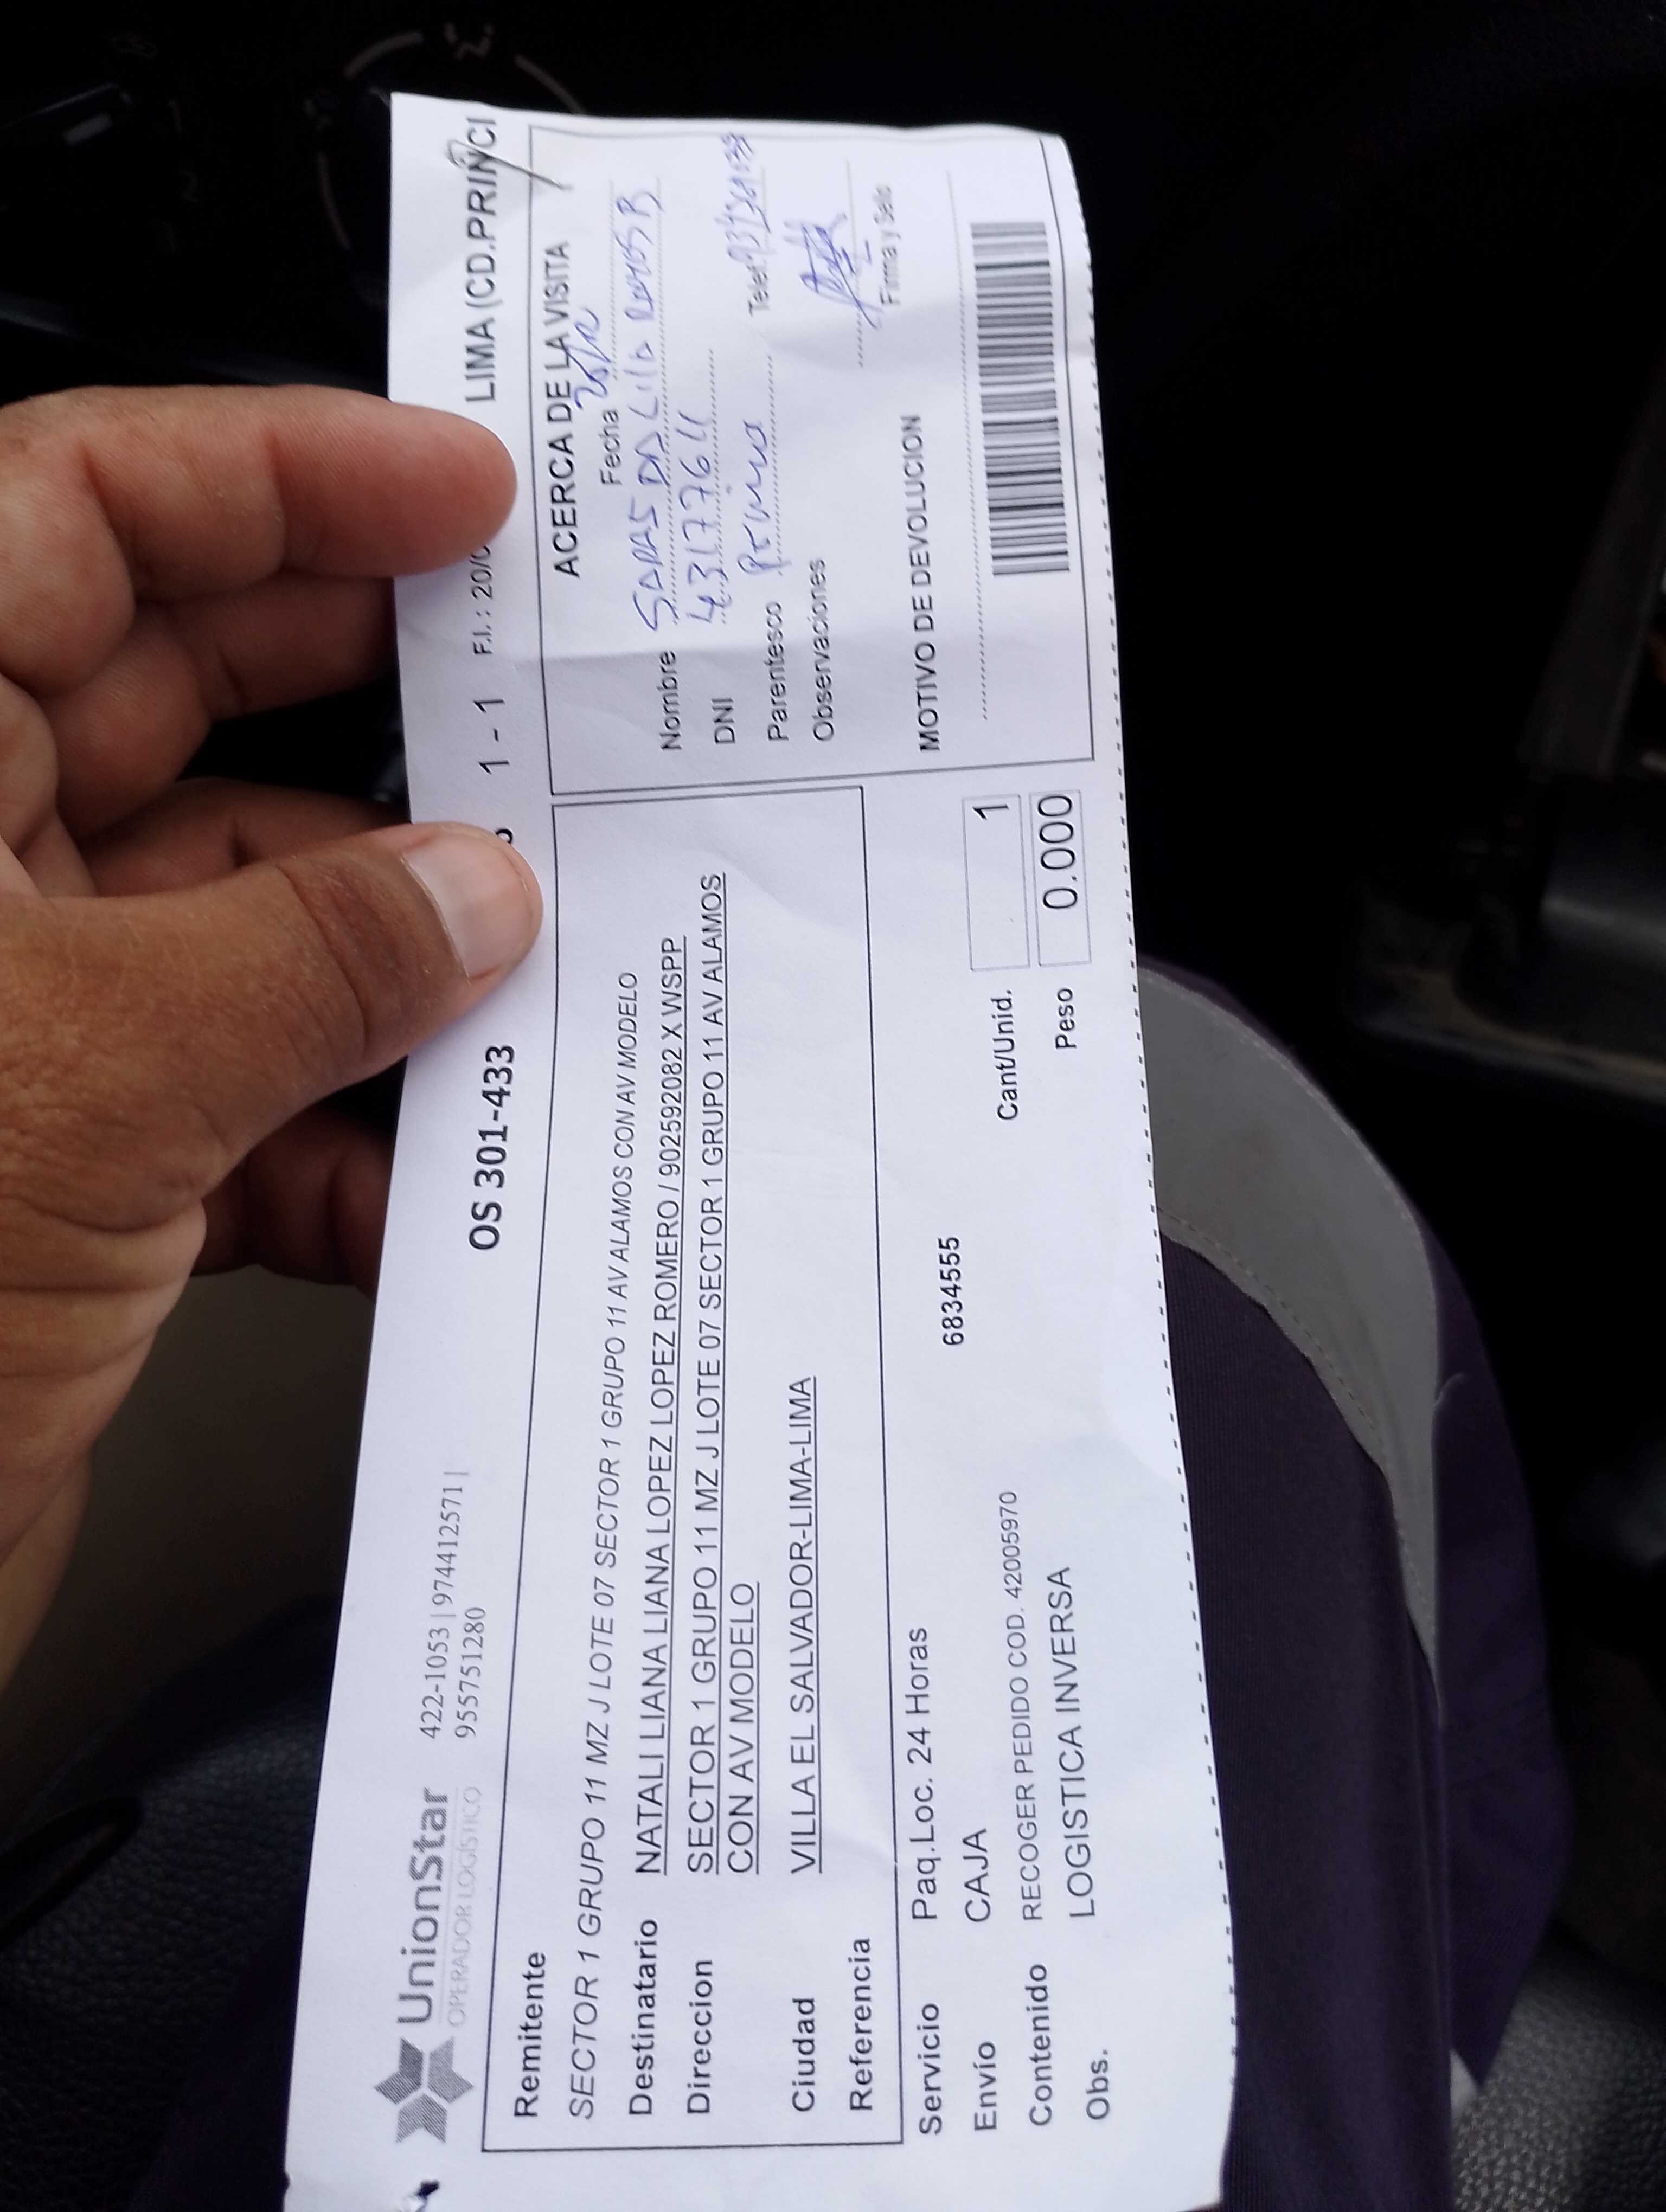 UnionStar
OPERADOR LOGÍSTICO
422-1053 | 974412571 |
955751280
OS 301-433
1 - 1
F.I.: 20/0
LIMA (CD.PRINCI
Remitente
SECTOR 1 GRUPO 11 MZ J LOTE 07 SECTOR 1 GRUPO 11 AV ALAMOS CON AV MODELO
Destinatario NATALI LIANA LIANA LOPEZ LOPEZ ROMERO / 902592082 X WSPP
Direccion SECTOR 1 GRUPO 11 MZ J LOTE 07 SECTOR 1 GRUPO 11 AV ALAMOS
CON AV MODELO
Ciudad VILLA EL SALVADOR-LIMA-LIMA
Referencia
Servicio Paq.Loc. 24 Horas
6834555
Envío CAJA
Cant/Unid. 1
Contenido RECOGER PEDIDO COD. 42005970
Peso 0.000
Obs. LOGISTICA INVERSA
ACERCA DE LA VISITA
Fecha
Nombre
DNI
Parentesco Prima
Telef.
Observaciones
Firma y Sello
MOTIVO DE DEVOLUCION